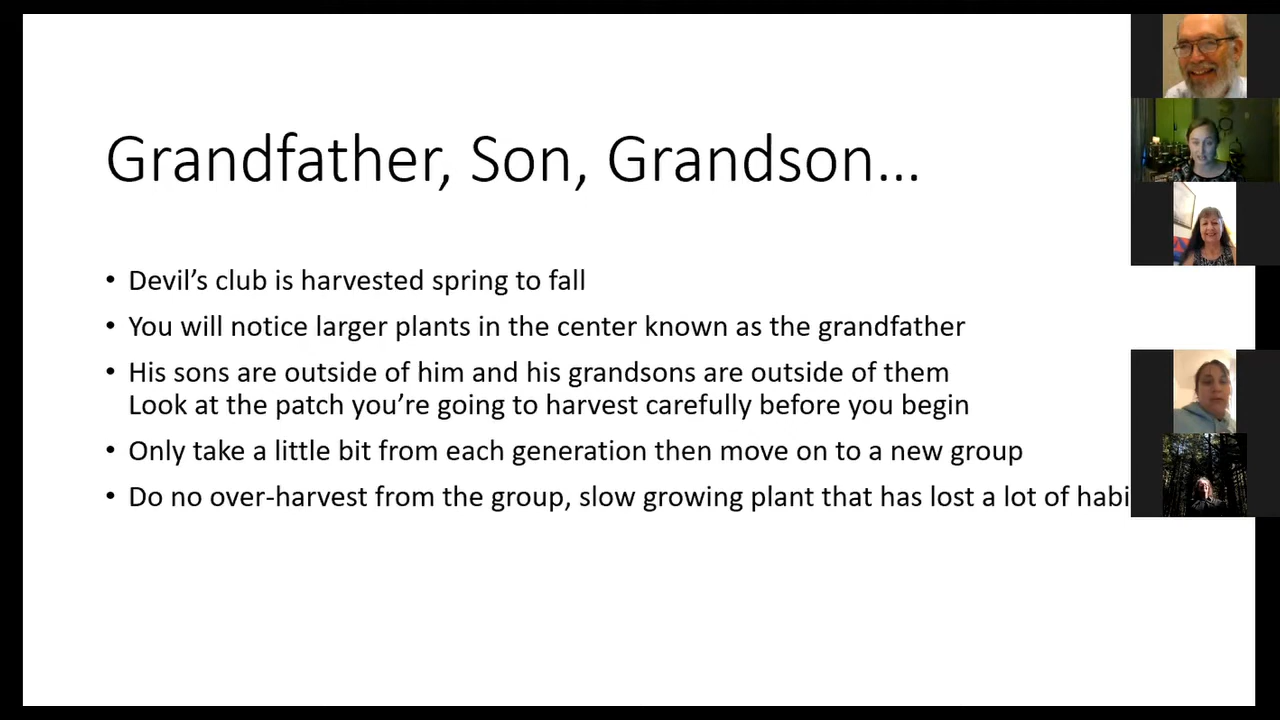 Grandfather, Son, Grandson...
• Devil's club is harvested spring to fall
• You will notice larger plants in the center known as the grandfather
• His sons are outside of him and his grandsons are outside of them
Look at the patch you're going to harvest carefully before you begin
• Only take a little bit from each generation then move on to a new group
• Do no over-harvest from the group, slow growing plant that has lost a lot of habi